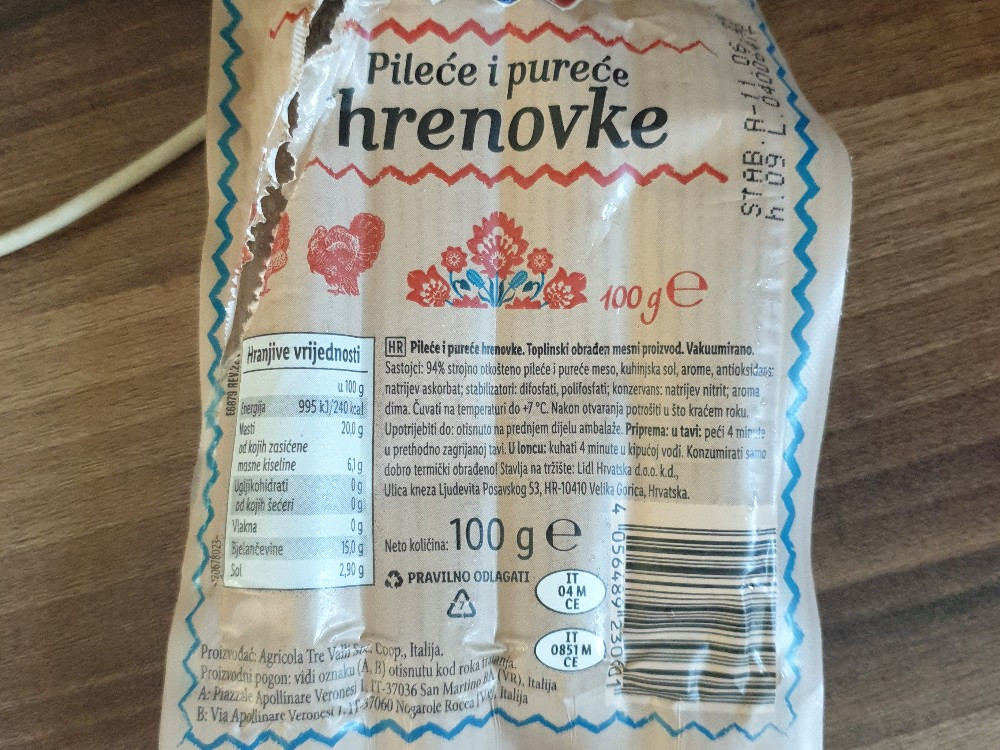 Pileće i pureće
hrenovke
STAB. A-11
h.09 L.
100 g e
E6879 REV.
Hranjive vrijednosti
u 100 g
Energija 995 kJ/240 kcal
Masti 20,0 g
od kojih zasićene
masne kiseline 6,1 g
Ugljikohidrati 0 g
od kojih šećeri 0 g
Vlakna 0 g
Bjelančevine 15,0 g
Sol 2,90 g
HR Pileće i pureće hrenovke. Toplinski obrađen mesni proizvod. Vakuumirano.
Sastojci: 94% strojno otkošteno pileće i pureće meso, kuhinjska sol, arome, antioksidans:
natrijev askorbat; stabilizatori: difosfati, polifosfati; konzervans: natrijev nitrit; aroma
dima. Čuvati na temperaturi do +7 °C. Nakon otvaranja potrošiti u što kraćem roku.
Upotrijebiti do: otisnuto na prednjem dijelu ambalaže. Priprema: u tavi: peći 4 minute
u prethodno zagrijanoj tavi. U loncu: kuhati 4 minute u kipućoj vodi. Konzumirati samo
dobro termički obrađeno! Stavlja na tržište: Lidl Hrvatska d.o.o. k.d.,
Ulica kneza Ljudevita Posavskog 53, HR-10410 Velika Gorica, Hrvatska.
Neto količina: 100 g e
PRAVILNO ODLAGATI
7
IT
04 M
CE
IT
0851 M
CE
4 056489 230
Proizvođač: Agricola Tre Valli Soc. Coop., Italija.
Proizvodni pogon: vidi oznaku (A, B) otisnutu kod roka trajanja.
A: Piazzale Apollinare Veronesi 1, IT-37036 San Martino (VR), Italija
B: Via Apollinare Veronesi 1, IT-37060 Nogarole Rocca (VR), Italija